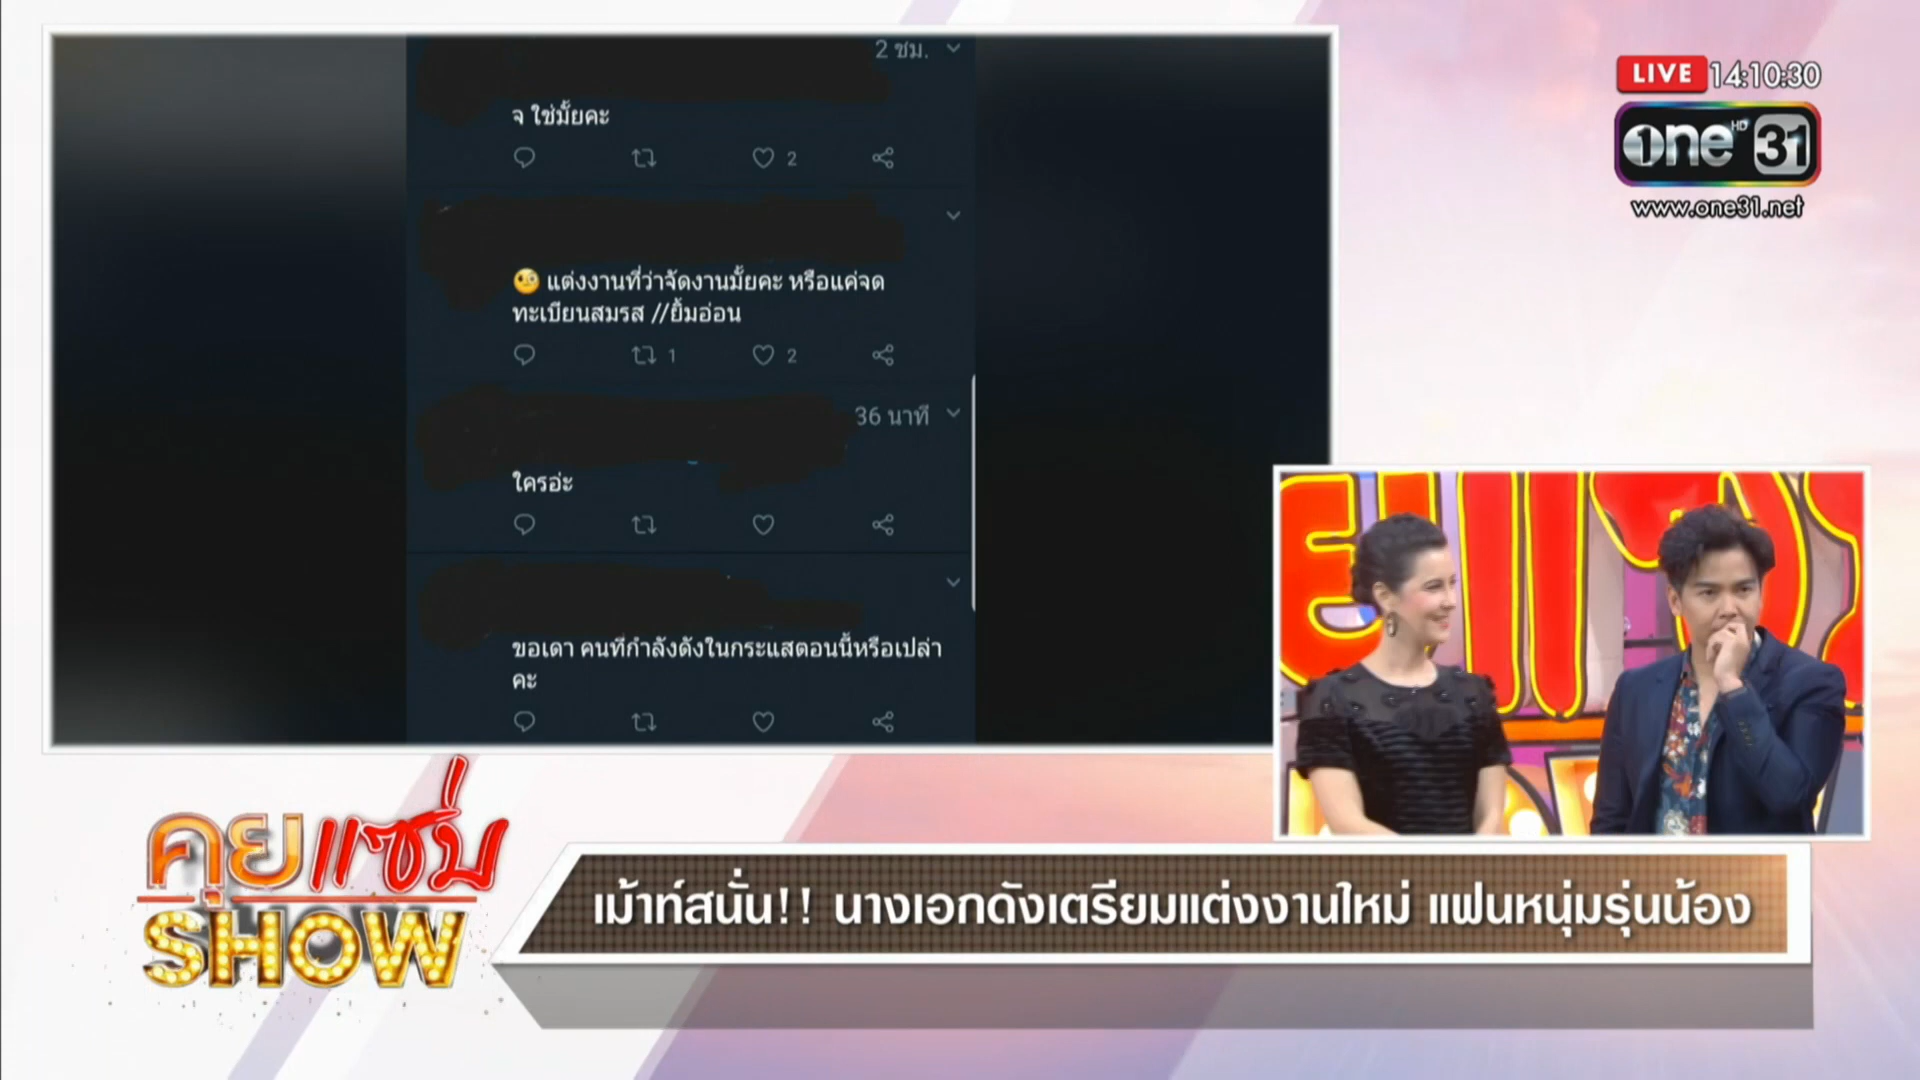 2 ชม.
จ ใช่มั้ยคะ
2
🧐 แต่งงานที่ว่าจัดงานมั้ยคะ หรือแค่จด
ทะเบียนสมรส //ยิ้มอ่อน
1 2
36 นาที
ใครอ่ะ
ขอเดา คนที่กำลังดังในกระแสตอนนี้หรือเปล่า
คะ
LIVE 14:10:30
one HD 31
www.one31.net
คุยแซ่บ
SHOW
เม้าท์สนั่น!! นางเอกดังเตรียมแต่งงานใหม่ แฟนหนุ่มรุ่นน้อง